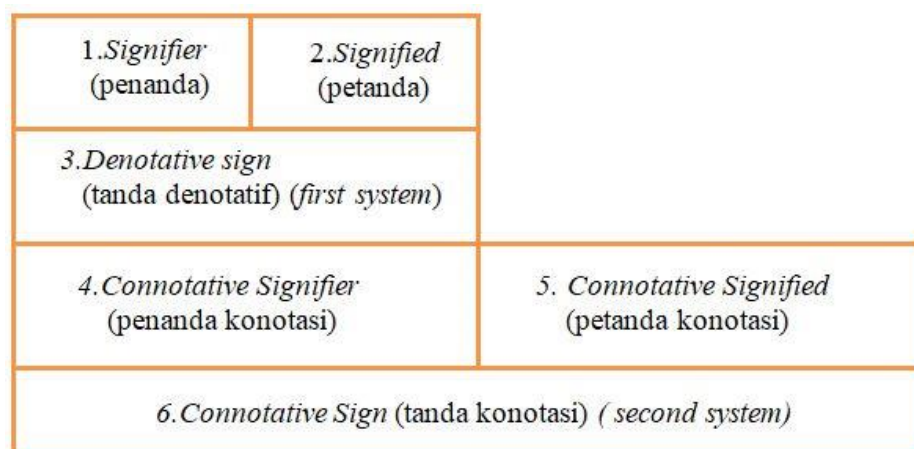 1.Signifier
(penanda)
2.Signified
(petanda)
3.Denotative sign
(tanda denotatif) (first system)
4.Connotative Signifier
(penanda konotasi)
5. Connotative Signified
(petanda konotasi)
6.Connotative Sign (tanda konotasi) ( second system)